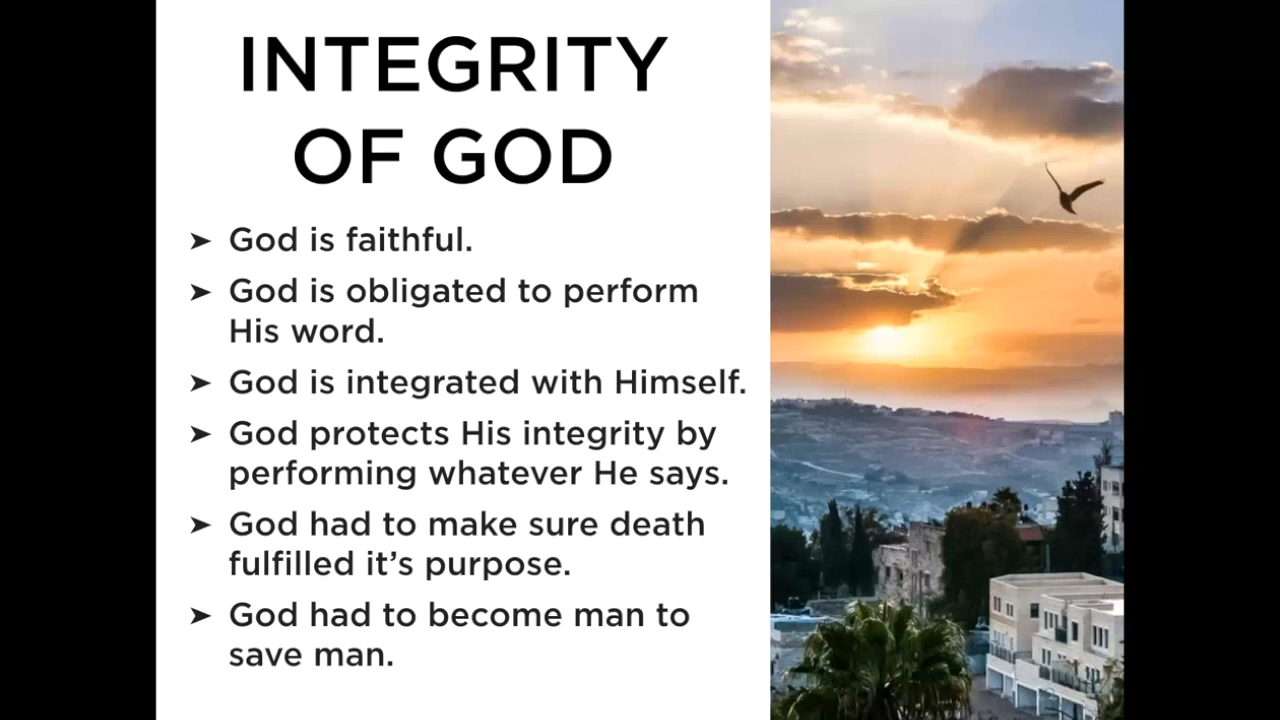 INTEGRITY
OF GOD
➤ God is faithful.
➤ God is obligated to perform
His word.
➤ God is integrated with Himself.
➤ God protects His integrity by
performing whatever He says.
➤ God had to make sure death
fulfilled it’s purpose.
➤ God had to become man to
save man.